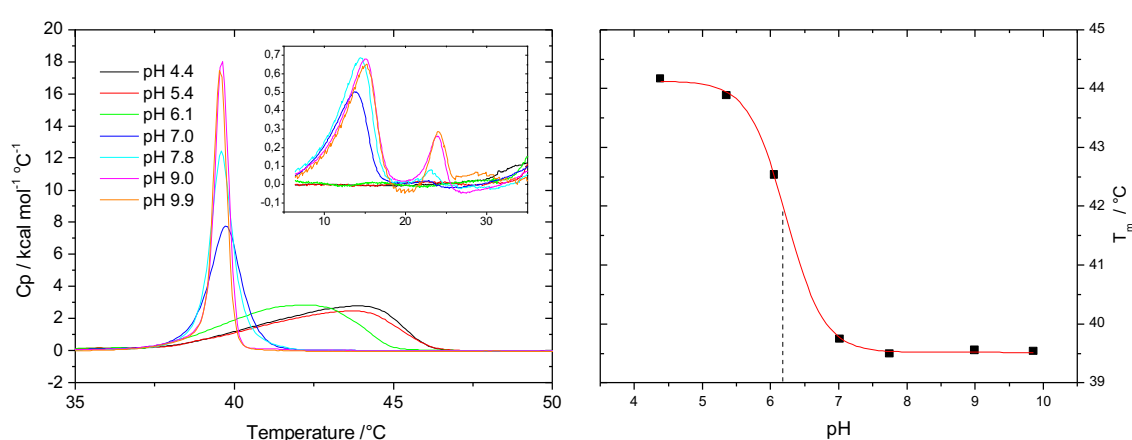 Cp / kcal mol⁻¹ °C⁻¹
20
18
16
14
12
10
8
6
4
2
0
-2
35 40 45 50
Temperature /°C
pH 4.4
pH 5.4
pH 6.1
pH 7.0
pH 7.8
pH 9.0
pH 9.9
0,7
0,6
0,5
0,4
0,3
0,2
0,1
0,0
-0,1
10 20 30
45
44
43
42
41
40
39
Tₘ / °C
4 5 6 7 8 9 10
pH